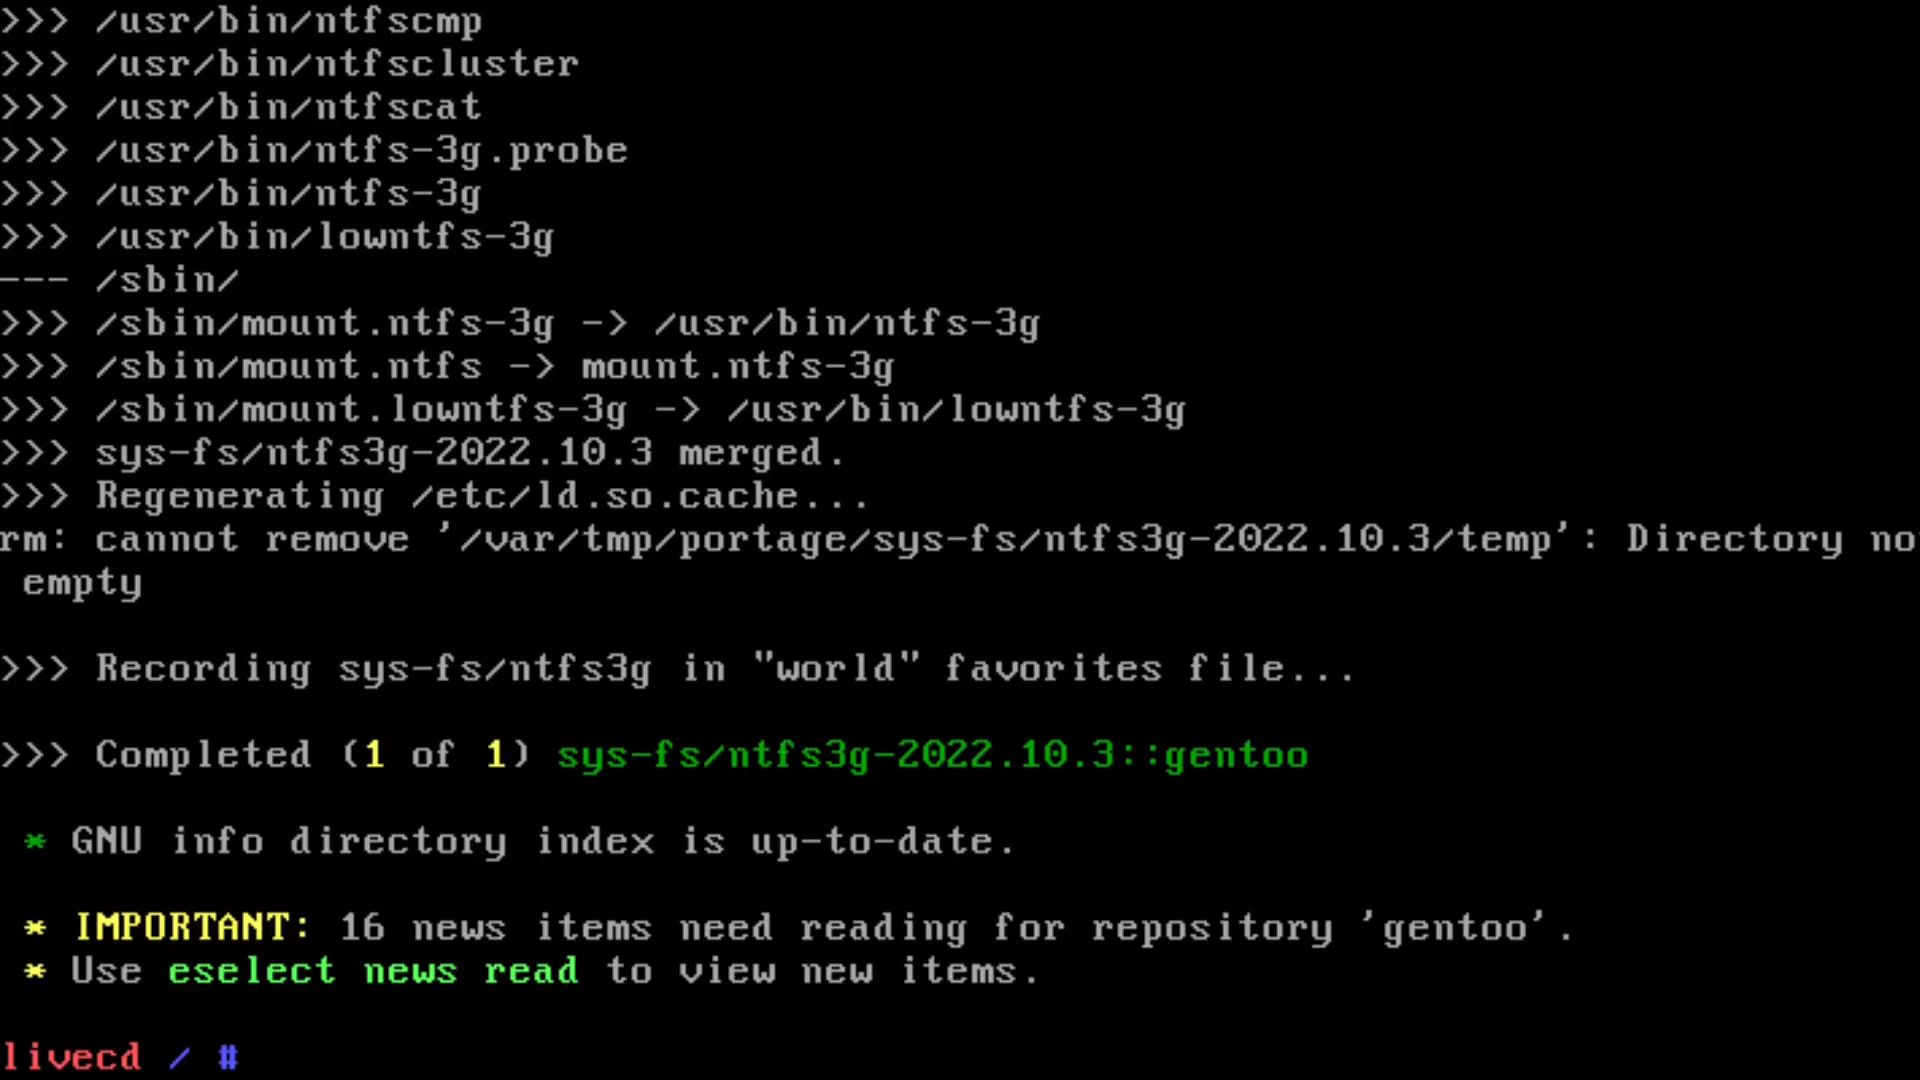 >>> /usr/bin/ntfscmp
>>> /usr/bin/ntfscluster
>>> /usr/bin/ntfscat
>>> /usr/bin/ntfs-3g.probe
>>> /usr/bin/ntfs-3g
>>> /usr/bin/lowntfs-3g
--- /sbin/
>>> /sbin/mount.ntfs-3g -> /usr/bin/ntfs-3g
>>> /sbin/mount.ntfs -> mount.ntfs-3g
>>> /sbin/mount.lowntfs-3g -> /usr/bin/lowntfs-3g
>>> sys-fs/ntfs3g-2022.10.3 merged.
>>> Regenerating /etc/ld.so.cache...
rm: cannot remove '/var/tmp/portage/sys-fs/ntfs3g-2022.10.3/temp': Directory no
 empty
>>> Recording sys-fs/ntfs3g in "world" favorites file...
>>> Completed (1 of 1) sys-fs/ntfs3g-2022.10.3::gentoo
 * GNU info directory index is up-to-date.
 * IMPORTANT: 16 news items need reading for repository 'gentoo'.
 * Use eselect news read to view new items.
livecd / #